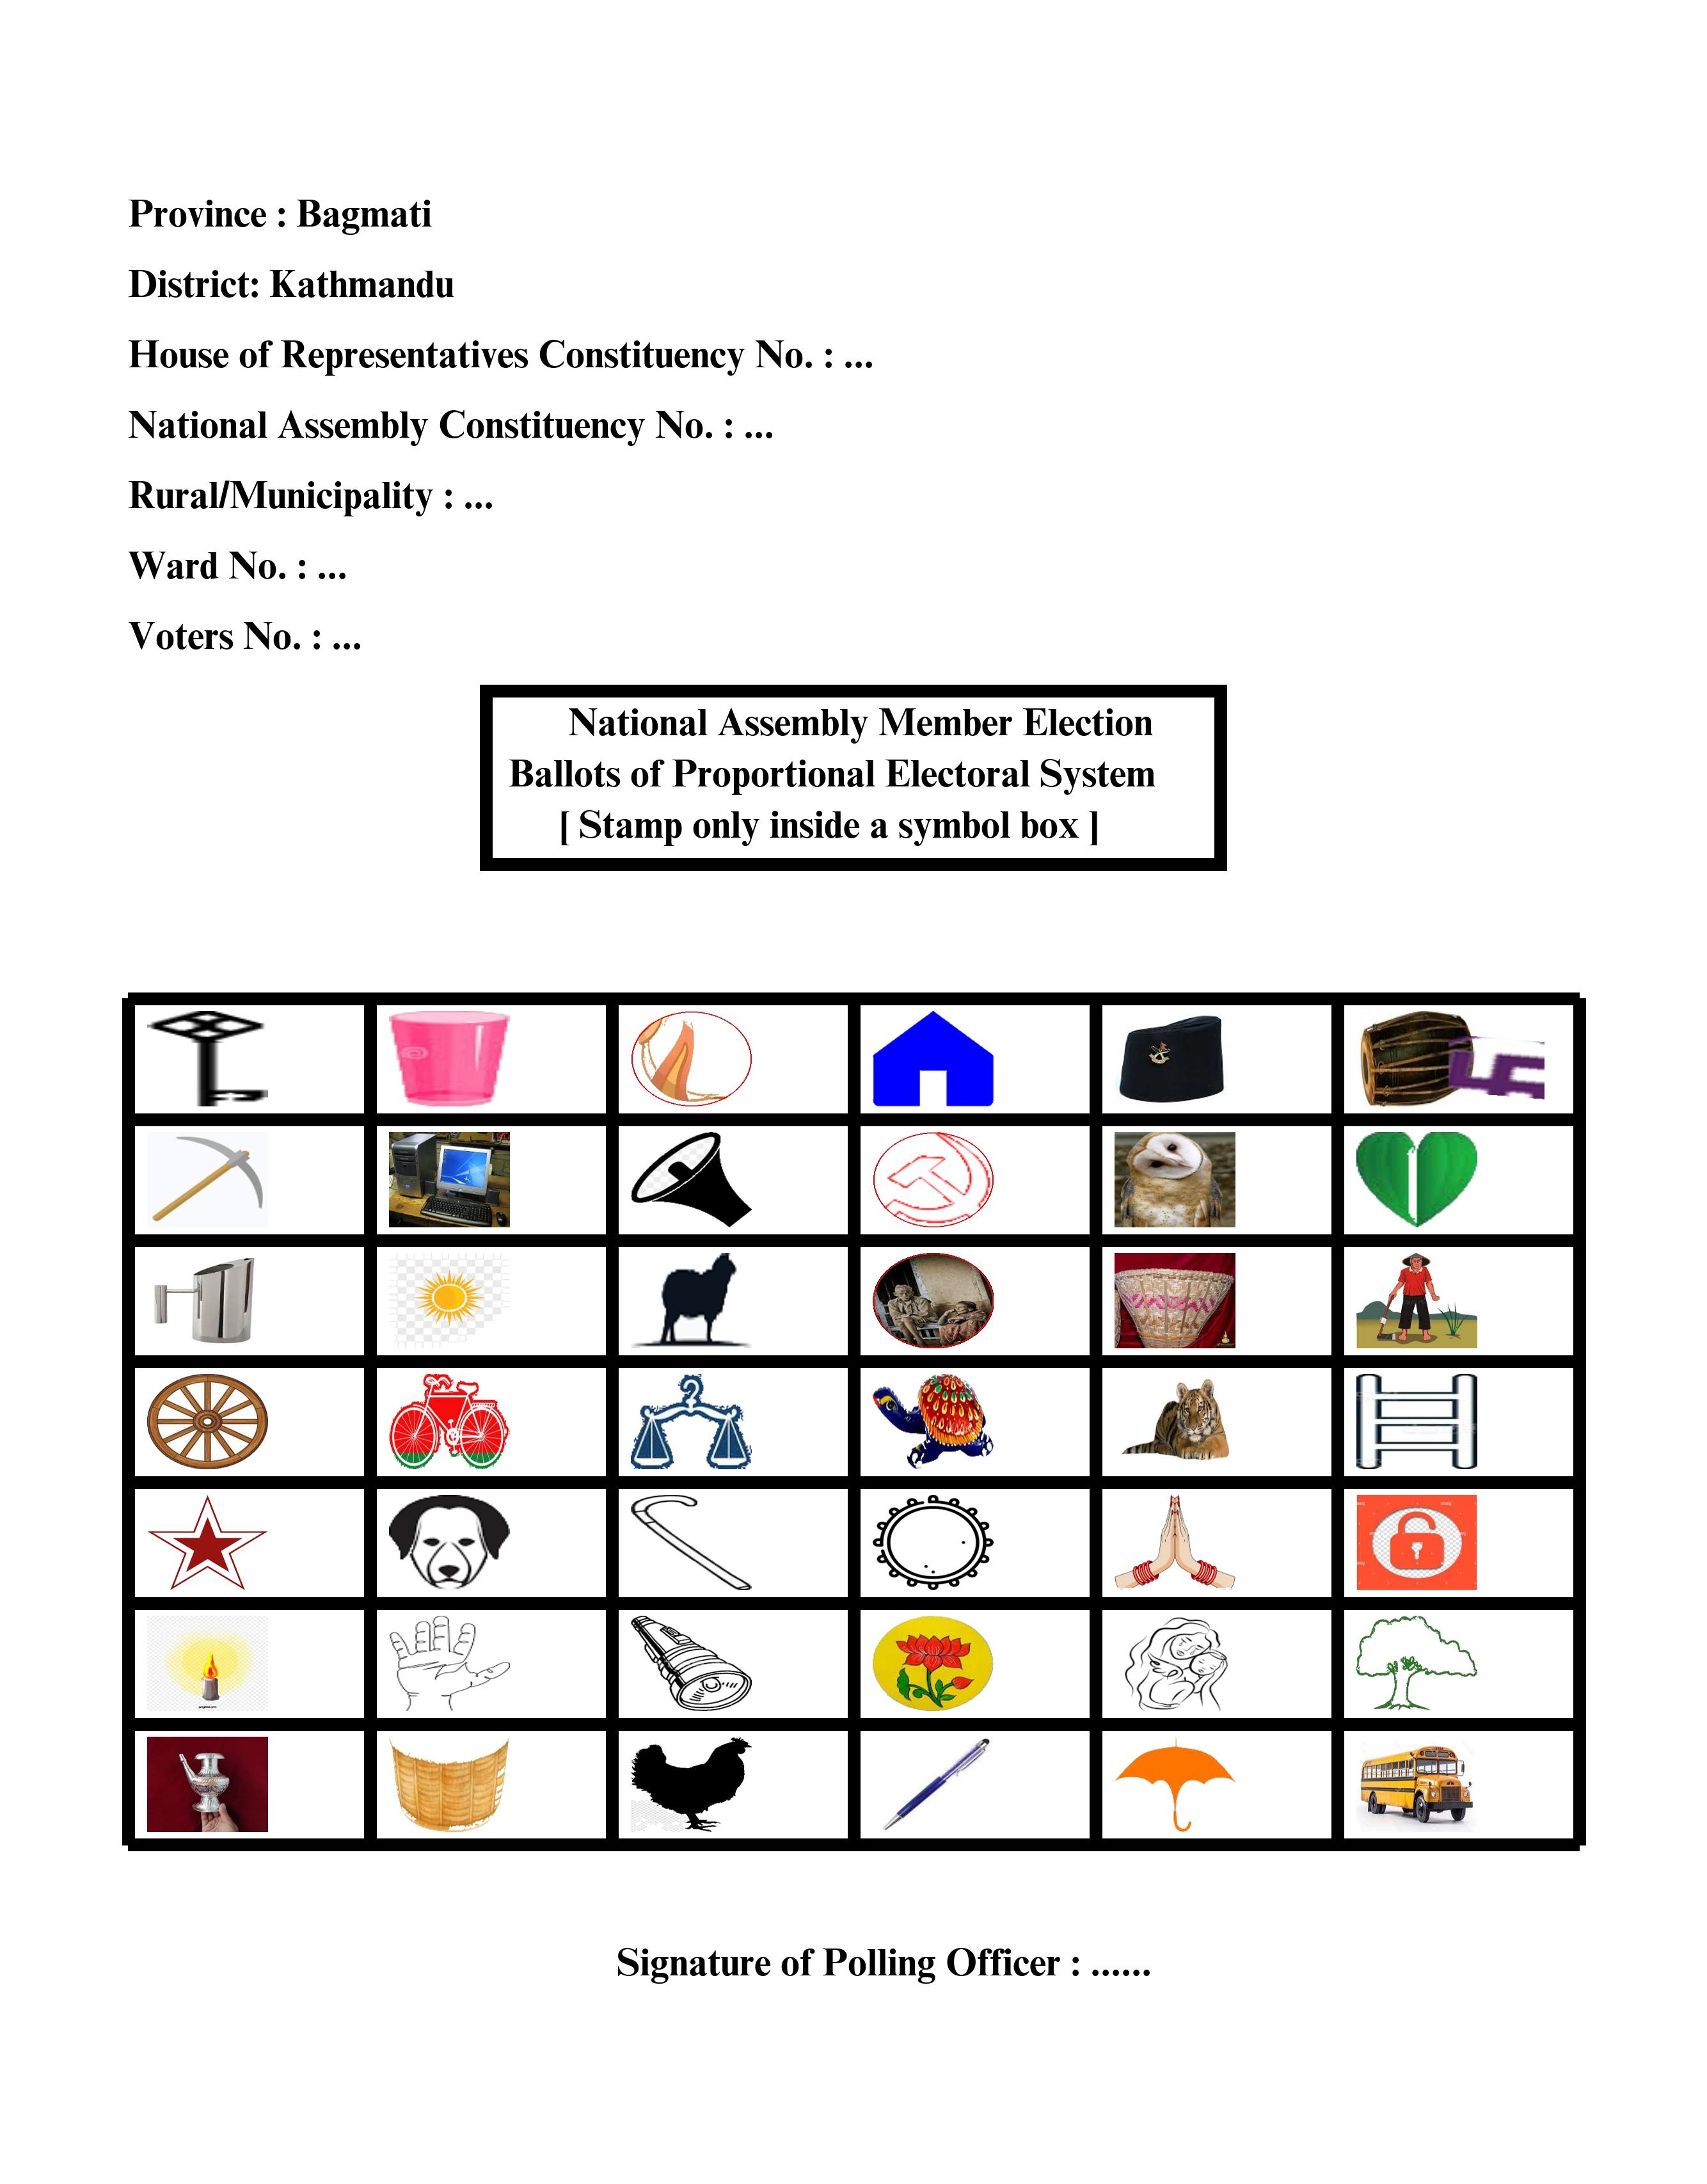 Province : Bagmati
District: Kathmandu
House of Representatives Constituency No. : ...
National Assembly Constituency No. : ...
Rural/Municipality : ...
Ward No. : ...
Voters No. : ...
National Assembly Member Election
Ballots of Proportional Electoral System
[ Stamp only inside a symbol box ]
Signature of Polling Officer : ......